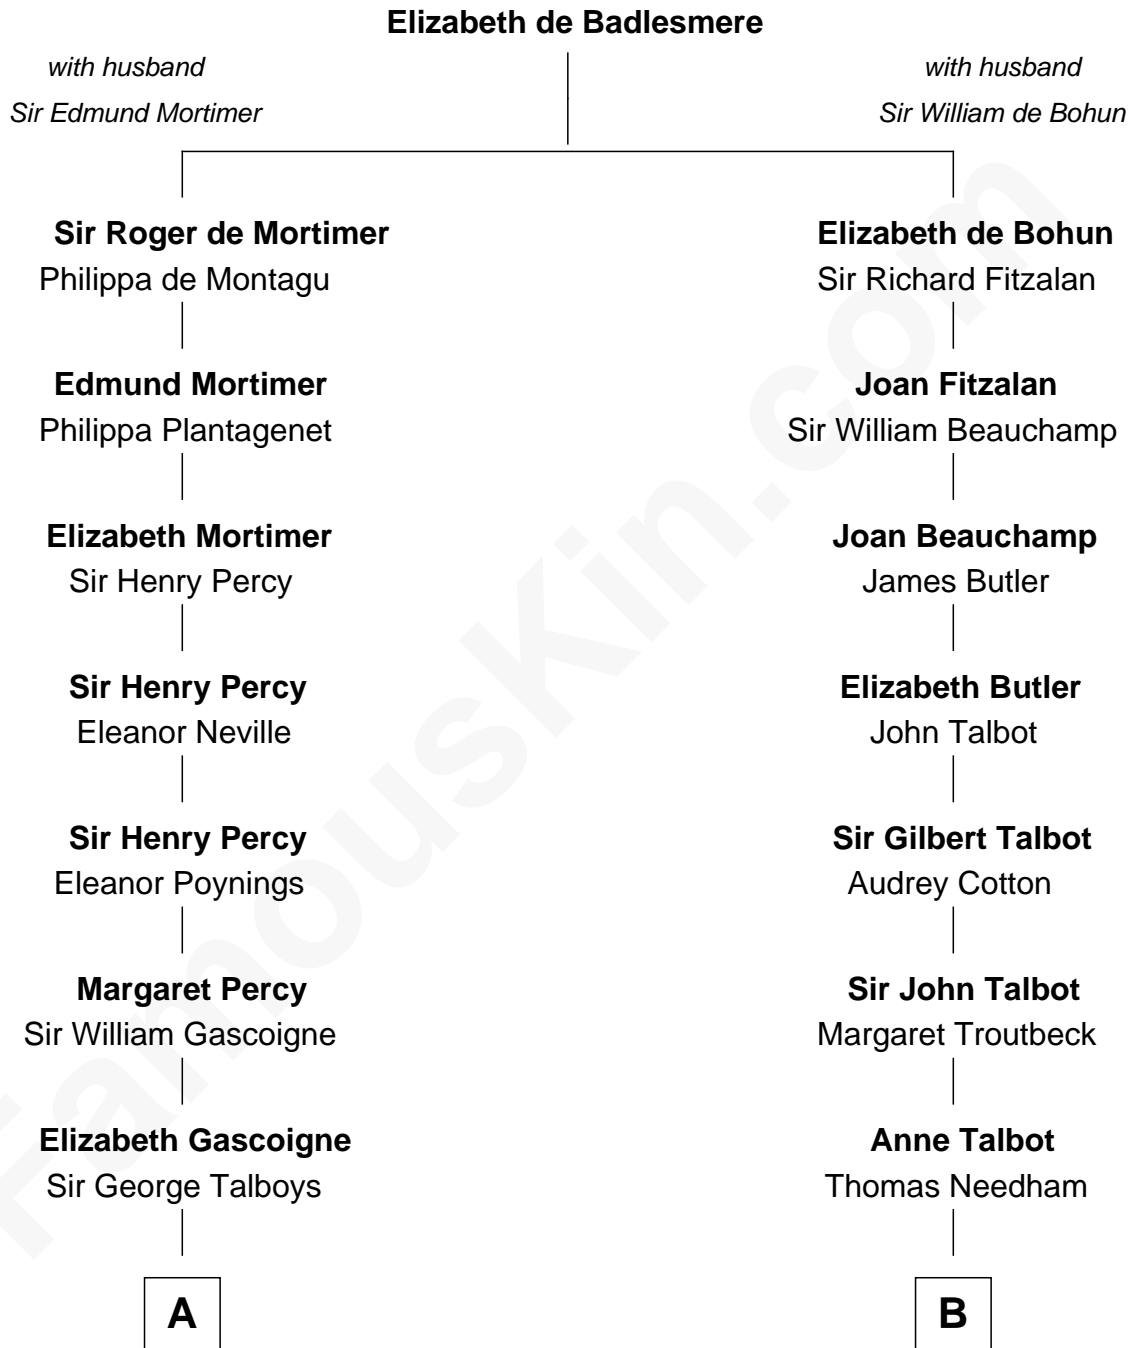 Elizabeth de Badlesmere
with husband
Sir Edmund Mortimer
with husband
Sir William de Bohun
Sir Roger de Mortimer
Philippa de Montagu
Elizabeth de Bohun
Sir Richard Fitzalan
Edmund Mortimer
Philippa Plantagenet
Joan Fitzalan
Sir William Beauchamp
Elizabeth Mortimer
Sir Henry Percy
Joan Beauchamp
James Butler
Sir Henry Percy
Eleanor Neville
Elizabeth Butler
John Talbot
Sir Henry Percy
Eleanor Poynings
Sir Gilbert Talbot
Audrey Cotton
Margaret Percy
Sir William Gascoigne
Sir John Talbot
Margaret Troutbeck
Elizabeth Gascoigne
Sir George Talboys
Anne Talbot
Thomas Needham
A
B
FamousKin.com